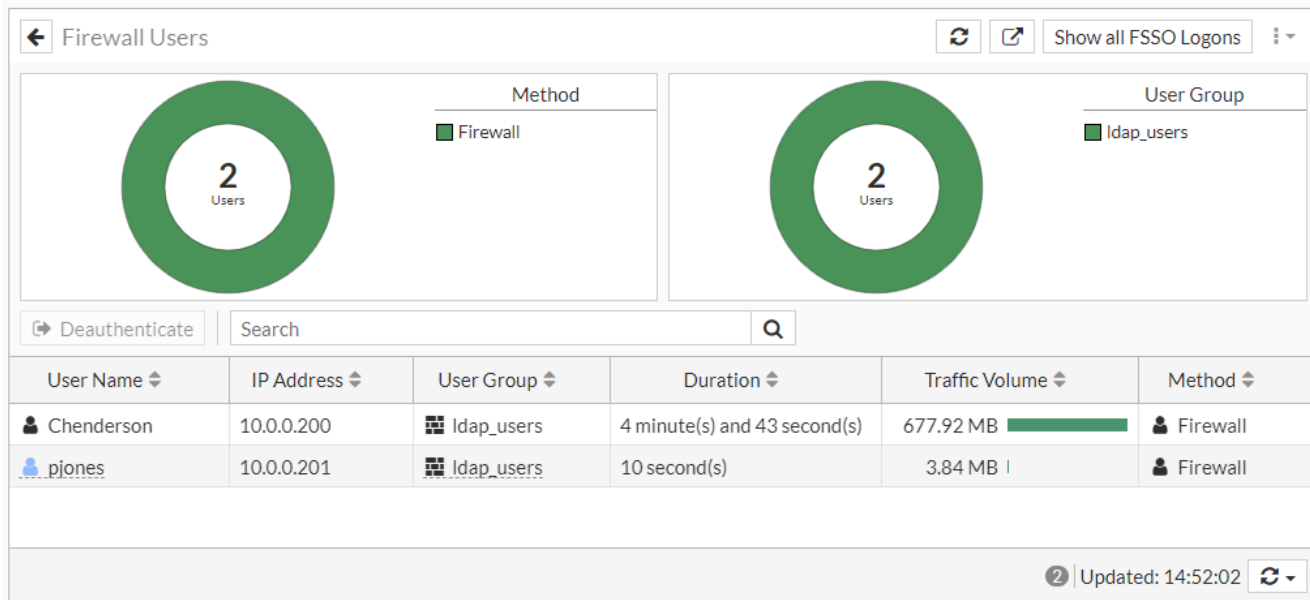 Firewall Users Show all FSSO Logons
Method
Firewall
2
Users
User Group
ldap_users
2
Users
Deauthenticate Search
User Name IP Address User Group Duration Traffic Volume Method
Chenderson 10.0.0.200 ldap_users 4 minute(s) and 43 second(s) 677.92 MB Firewall
pjones 10.0.0.201 ldap_users 10 second(s) 3.84 MB Firewall
2 Updated: 14:52:02